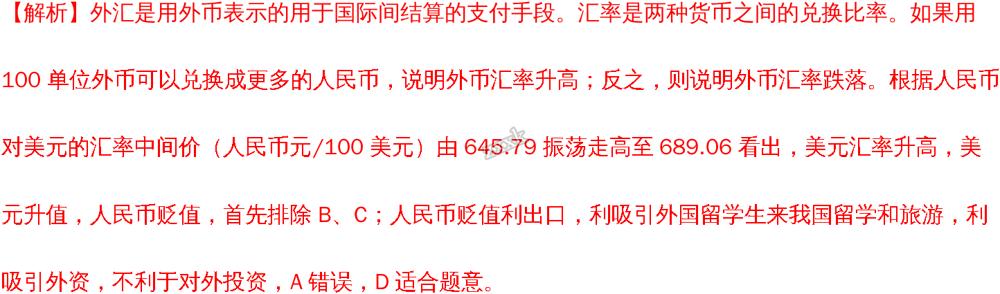 【解析】外汇是用外币表示的用于国际间结算的支付手段。汇率是两种货币之间的兑换比率。如果用
100 单位外币可以兑换成更多的人民币，说明外币汇率升高；反之，则说明外币汇率跌落。根据人民币
对美元的汇率中间价（人民币元/100 美元）由 645.79 振荡走高至 689.06 看出，美元汇率升高，美
元升值，人民币贬值，首先排除 B、C；人民币贬值利出口，利吸引外国留学生来我国留学和旅游，利
吸引外资，不利于对外投资，A 错误，D 适合题意。